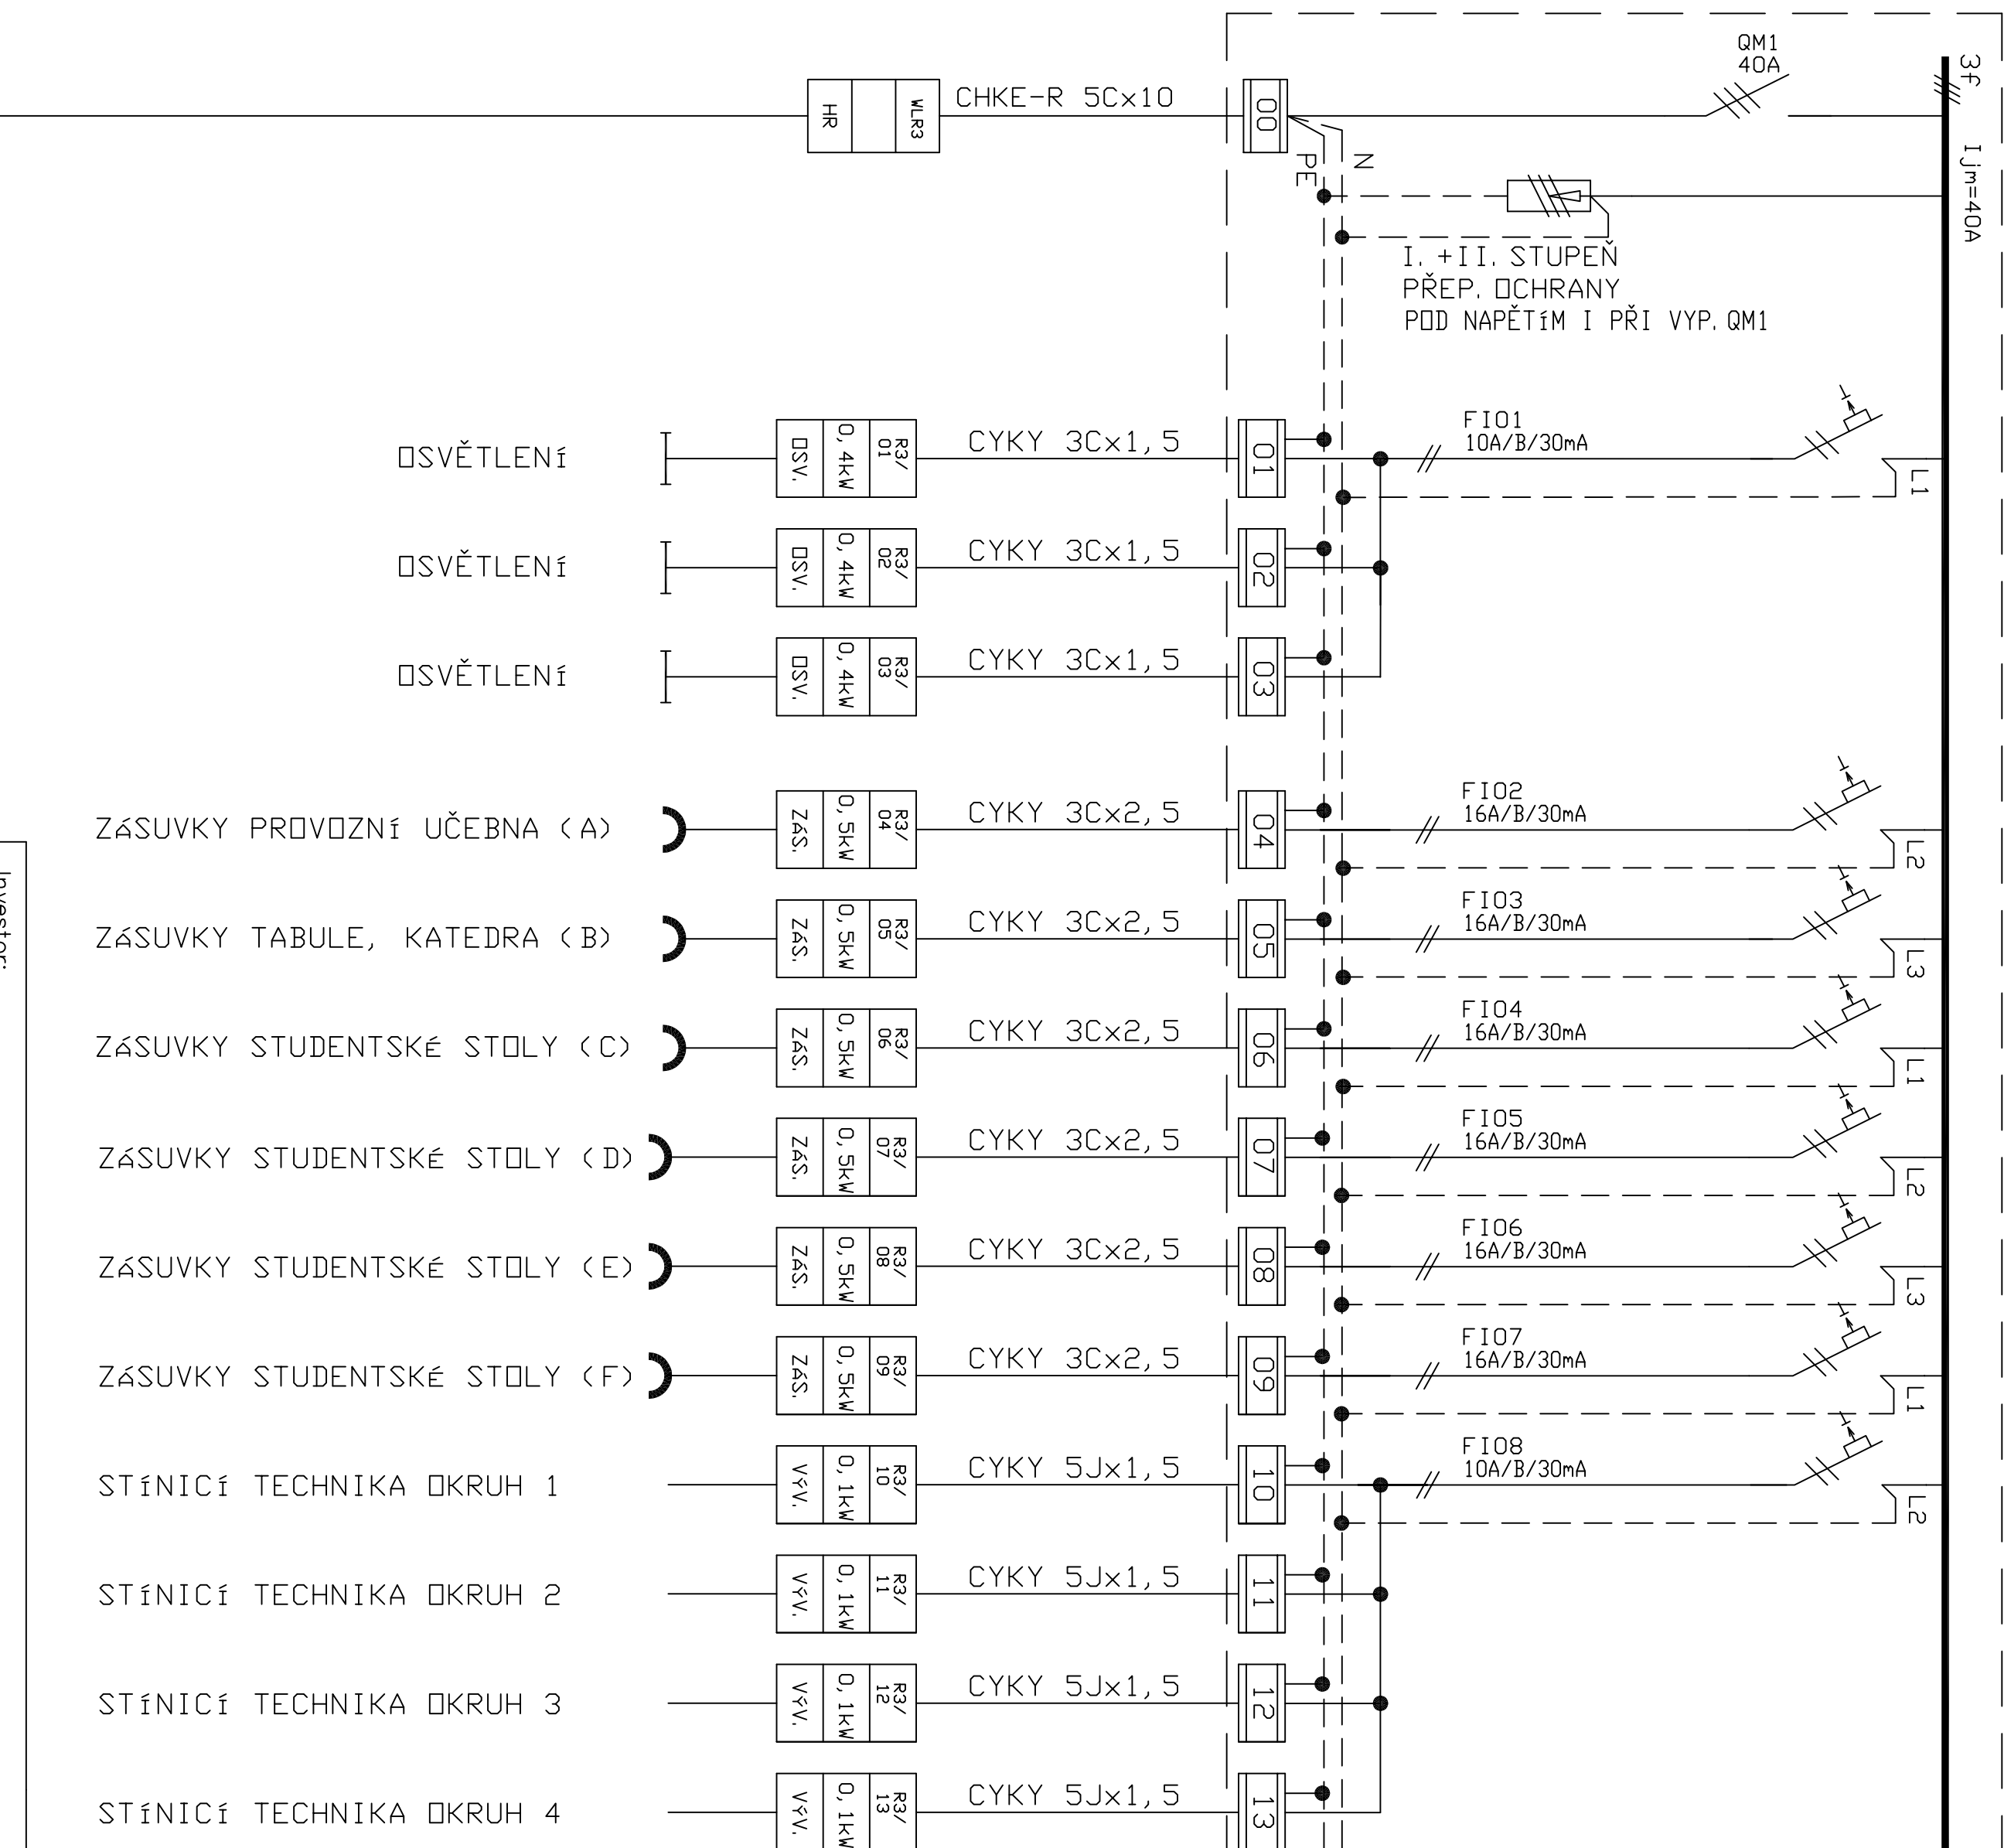 QM1
40A
3f
Ijm=40A
CHKE-R 5Cx10
WLR3
HR
00
PE
N
I. +II. STUPEŇ
PŘEP. OCHRANY
POD NAPĚTíM I PŘI VYP. QM1
OSVĚTLENí
R3/
01
0,4kW
OSV.
CYKY 3Cx1,5
01
FI01
10A/B/30mA
L1
OSVĚTLENí
R3/
02
0,4kW
OSV.
CYKY 3Cx1,5
02
OSVĚTLENí
R3/
03
0,4kW
OSV.
CYKY 3Cx1,5
03
ZáSUVKY PROVOZNí UČEBNA (A)
R3/
04
0,5kW
ZáS.
CYKY 3Cx2,5
04
FI02
16A/B/30mA
L2
ZáSUVKY TABULE, KATEDRA (B)
R3/
05
0,5kW
ZáS.
CYKY 3Cx2,5
05
FI03
16A/B/30mA
L3
ZáSUVKY STUDENTSKé STOLY (C)
R3/
06
0,5kW
ZáS.
CYKY 3Cx2,5
06
FI04
16A/B/30mA
L1
ZáSUVKY STUDENTSKé STOLY (D)
R3/
07
0,5kW
ZáS.
CYKY 3Cx2,5
07
FI05
16A/B/30mA
L2
ZáSUVKY STUDENTSKé STOLY (E)
R3/
08
0,5kW
ZáS.
CYKY 3Cx2,5
08
FI06
16A/B/30mA
L3
ZáSUVKY STUDENTSKé STOLY (F)
R3/
09
0,5kW
ZáS.
CYKY 3Cx2,5
09
FI07
16A/B/30mA
L1
STíNICí TECHNIKA OKRUH 1
R3/
10
0,1kW
VýV.
CYKY 5Jx1,5
10
FI08
10A/B/30mA
L2
STíNICí TECHNIKA OKRUH 2
R3/
11
0,1kW
VýV.
CYKY 5Jx1,5
11
STíNICí TECHNIKA OKRUH 3
R3/
12
0,1kW
VýV.
CYKY 5Jx1,5
12
STíNICí TECHNIKA OKRUH 4
R3/
13
0,1kW
VýV.
CYKY 5Jx1,5
13
Investor: